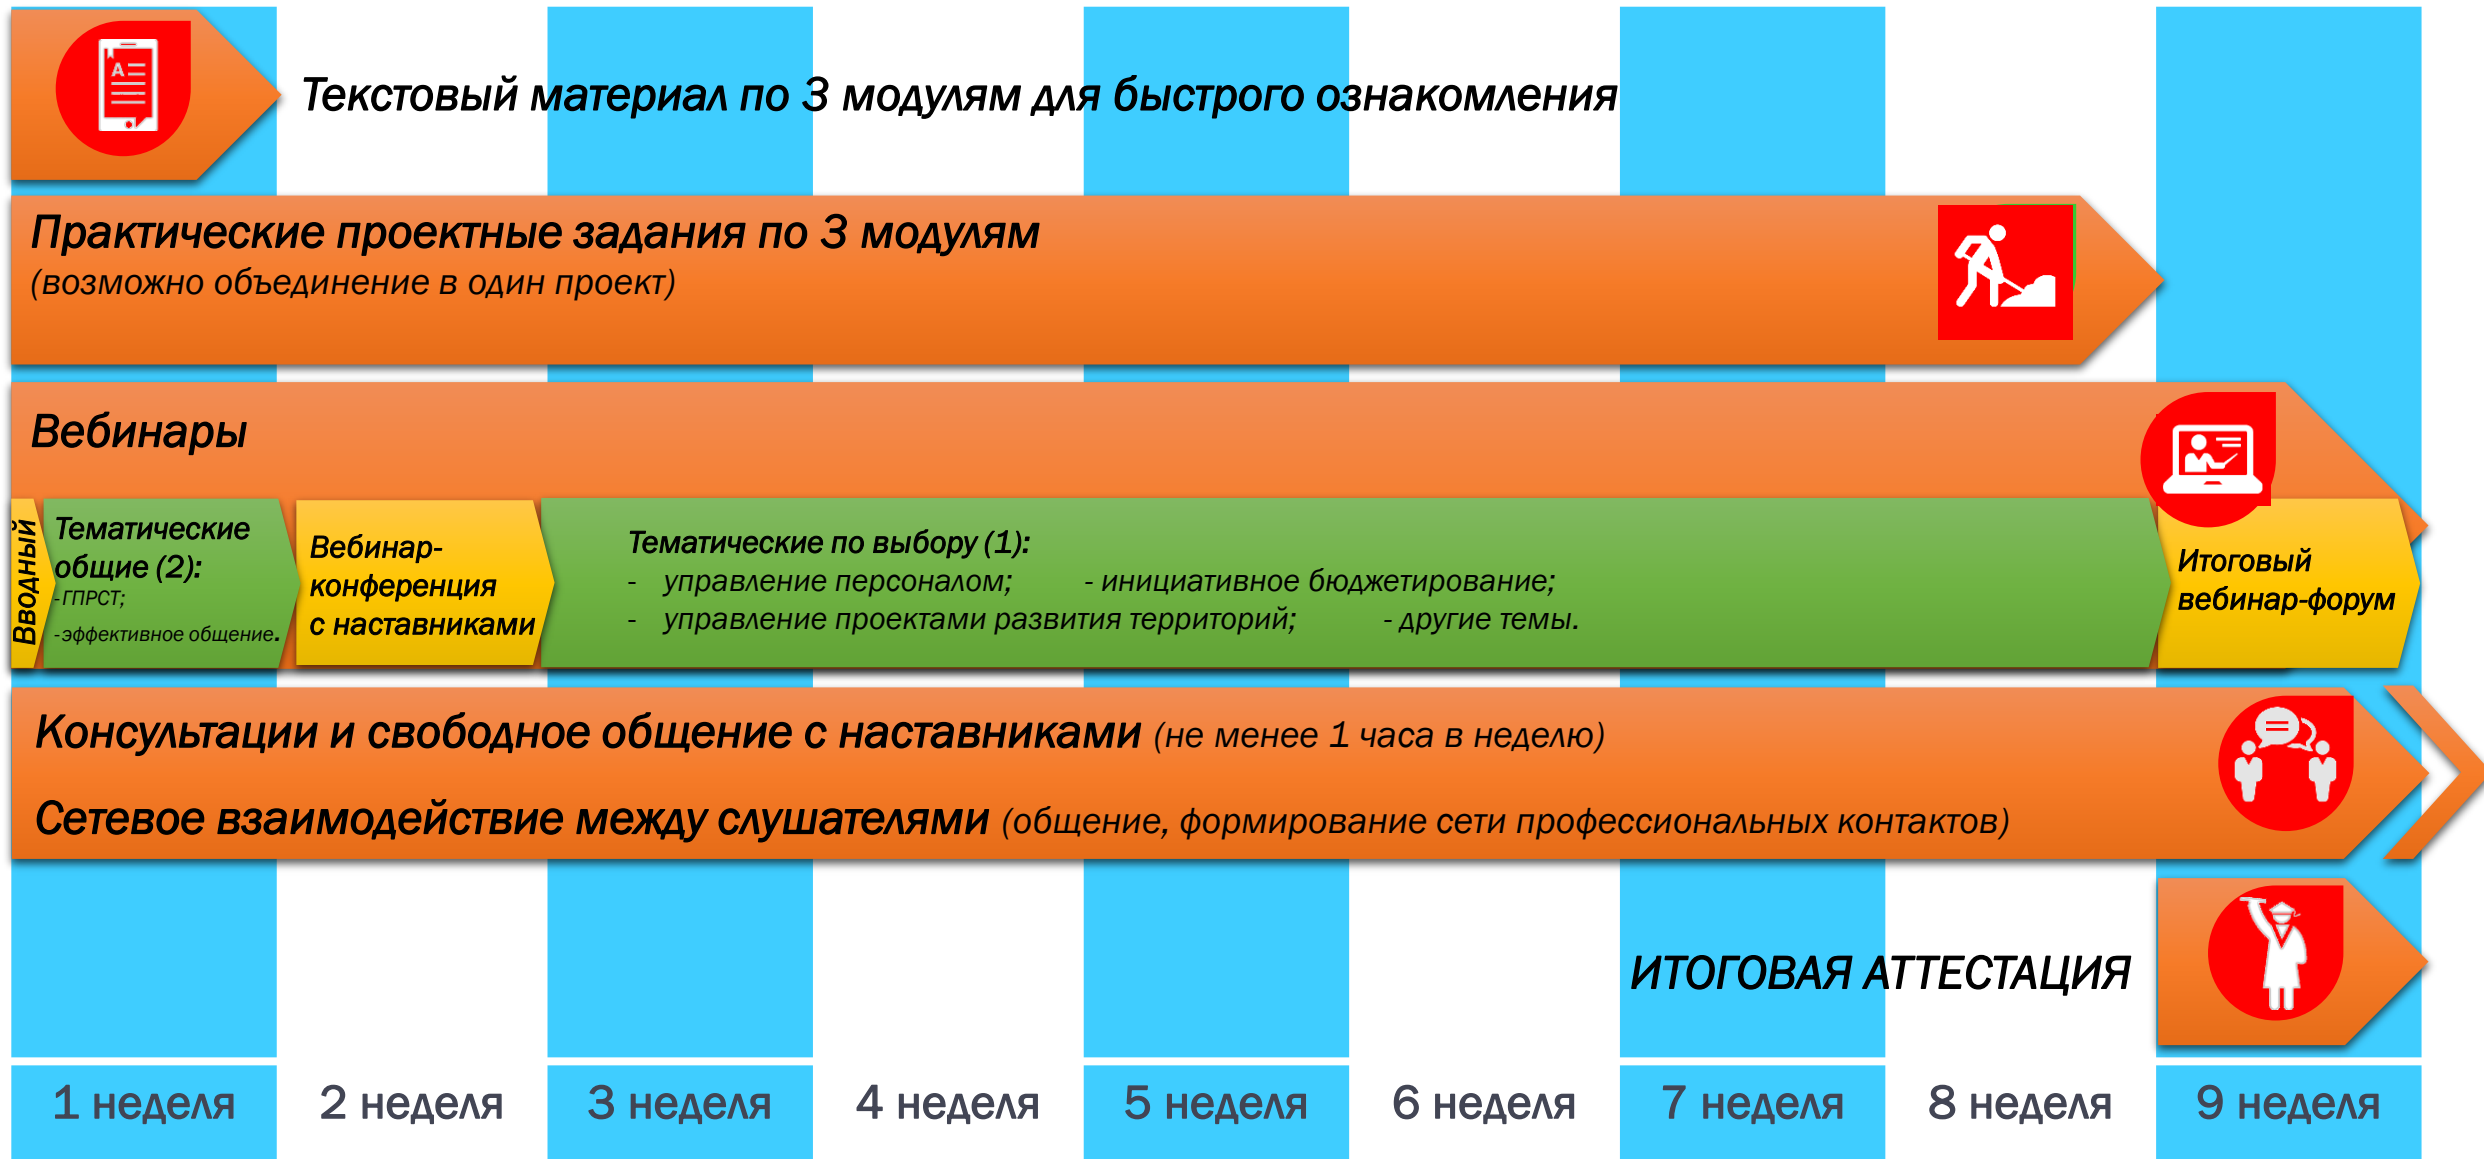 Текстовый материал по 3 модулям для быстрого ознакомления
Практические проектные задания по 3 модулям
(возможно объединение в один проект)
Вебинары
Вводный
Тематические
общие (2):
-ГПРСТ;
-эффективное общение.
Вебинар-
конференция
с наставниками
Тематические по выбору (1):
- управление персоналом; - инициативное бюджетирование;
- управление проектами развития территорий; - другие темы.
Итоговый
вебинар-форум
Консультации и свободное общение с наставниками (не менее 1 часа в неделю)
Сетевое взаимодействие между слушателями (общение, формирование сети профессиональных контактов)
ИТОГОВАЯ АТТЕСТАЦИЯ
1 неделя 2 неделя 3 неделя 4 неделя 5 неделя 6 неделя 7 неделя 8 неделя 9 неделя